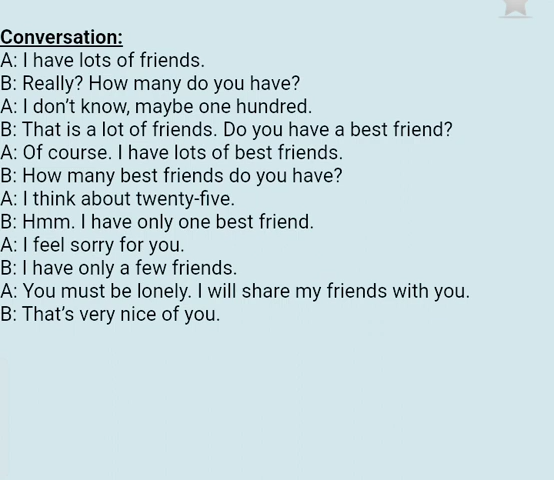 Conversation:
A: I have lots of friends.
B: Really? How many do you have?
A: I don’t know, maybe one hundred.
B: That is a lot of friends. Do you have a best friend?
A: Of course. I have lots of best friends.
B: How many best friends do you have?
A: I think about twenty-five.
B: Hmm. I have only one best friend.
A: I feel sorry for you.
B: I have only a few friends.
A: You must be lonely. I will share my friends with you.
B: That’s very nice of you.